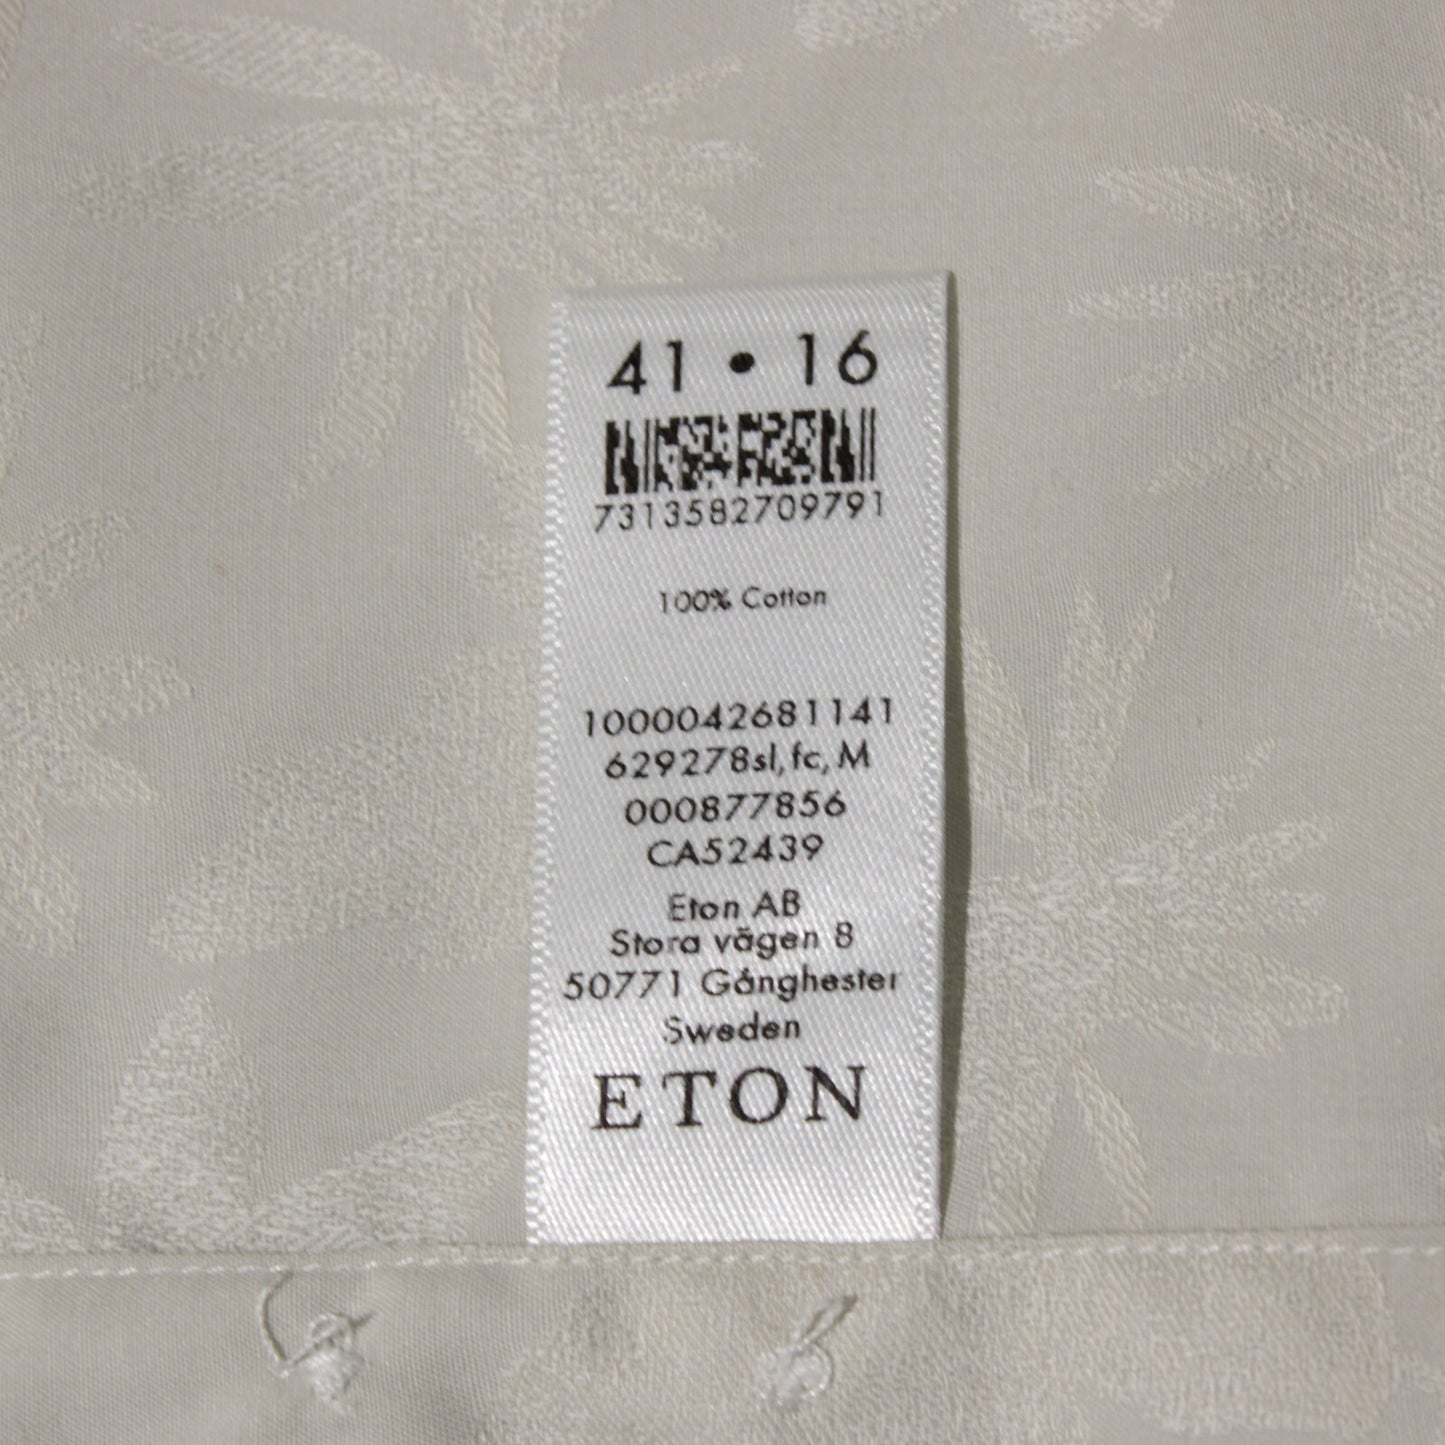 41 • 16
7313582709791
100% Cotton
1000042681141
629278sl, fc, M
000877856
CA52439
Eton AB
Stora vägen 8
50771 Gånghester
Sweden
ETON